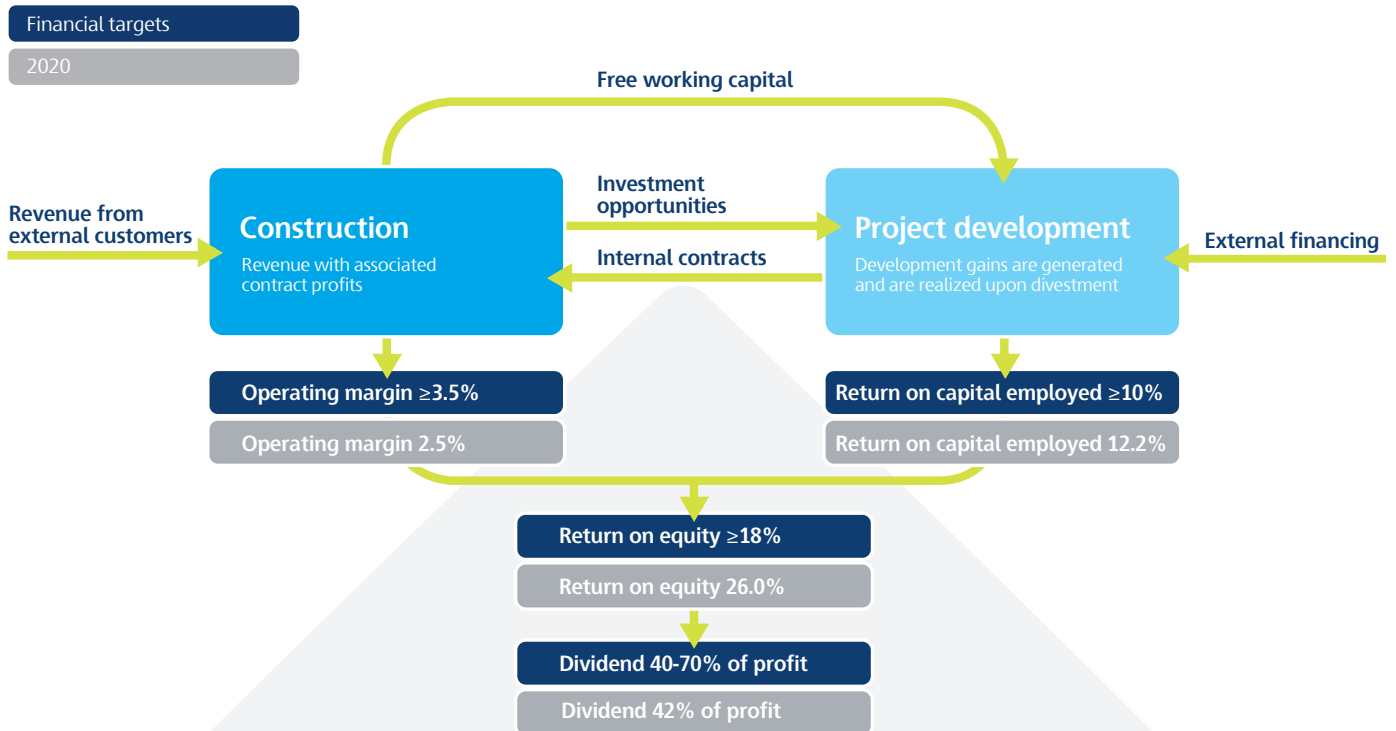 Financial targets
2020
Free working capital
Revenue from
external customers
Construction
Revenue with associated
contract profits
Investment
opportunities
Internal contracts
Project development
Development gains are generated
and are realized upon divestment
External financing
Operating margin ≥3.5%
Operating margin 2.5%
Return on capital employed ≥10%
Return on capital employed 12.2%
Return on equity ≥18%
Return on equity 26.0%
Dividend 40-70% of profit
Dividend 42% of profit